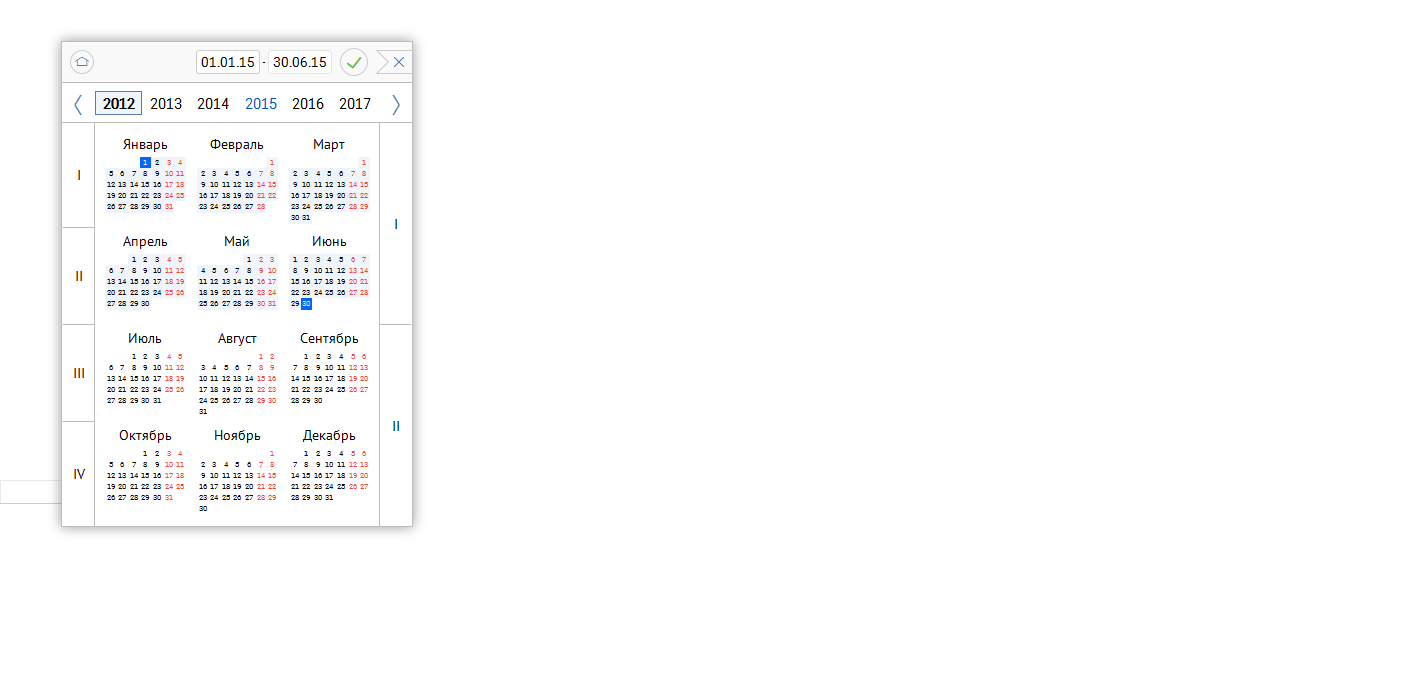 01.01.15 - 30.06.15
2012 2013 2014 2015 2016 2017
I
Январь
1 2 3 4
5 6 7 8 9 10 11
12 13 14 15 16 17 18
19 20 21 22 23 24 25
26 27 28 29 30 31
Февраль
1
2 3 4 5 6 7 8
9 10 11 12 13 14 15
16 17 18 19 20 21 22
23 24 25 26 27 28
Март
1
2 3 4 5 6 7 8
9 10 11 12 13 14 15
16 17 18 19 20 21 22
23 24 25 26 27 28 29
30 31
I
II
Апрель
1 2 3 4 5
6 7 8 9 10 11 12
13 14 15 16 17 18 19
20 21 22 23 24 25 26
27 28 29 30
Май
1 2 3
4 5 6 7 8 9 10
11 12 13 14 15 16 17
18 19 20 21 22 23 24
25 26 27 28 29 30 31
Июнь
1 2 3 4 5 6 7
8 9 10 11 12 13 14
15 16 17 18 19 20 21
22 23 24 25 26 27 28
29 30
III
Июль
1 2 3 4 5
6 7 8 9 10 11 12
13 14 15 16 17 18 19
20 21 22 23 24 25 26
27 28 29 30 31
Август
1 2
3 4 5 6 7 8 9
10 11 12 13 14 15 16
17 18 19 20 21 22 23
24 25 26 27 28 29 30
31
Сентябрь
1 2 3 4 5 6
7 8 9 10 11 12 13
14 15 16 17 18 19 20
21 22 23 24 25 26 27
28 29 30
II
IV
Октябрь
1 2 3 4
5 6 7 8 9 10 11
12 13 14 15 16 17 18
19 20 21 22 23 24 25
26 27 28 29 30 31
Ноябрь
1
2 3 4 5 6 7 8
9 10 11 12 13 14 15
16 17 18 19 20 21 22
23 24 25 26 27 28 29
30
Декабрь
1 2 3 4 5 6
7 8 9 10 11 12 13
14 15 16 17 18 19 20
21 22 23 24 25 26 27
28 29 30 31